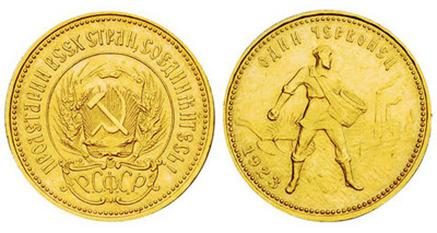 ПРОЛЕТАРИИ ВСЕХ СТРАН, СОЕДИНЯЙТЕСЬ!
РСФСР
ОДИН ЧЕРВОНЕЦ
1923